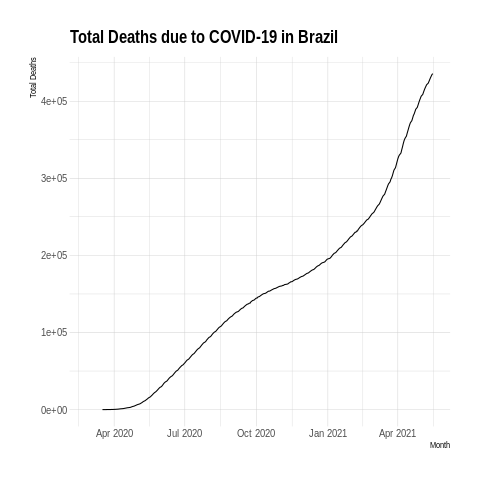 Total Deaths due to COVID-19 in Brazil
Total Deaths
4e+05
3e+05
2e+05
1e+05
0e+00
Apr 2020 Jul 2020 Oct 2020 Jan 2021 Apr 2021
Month